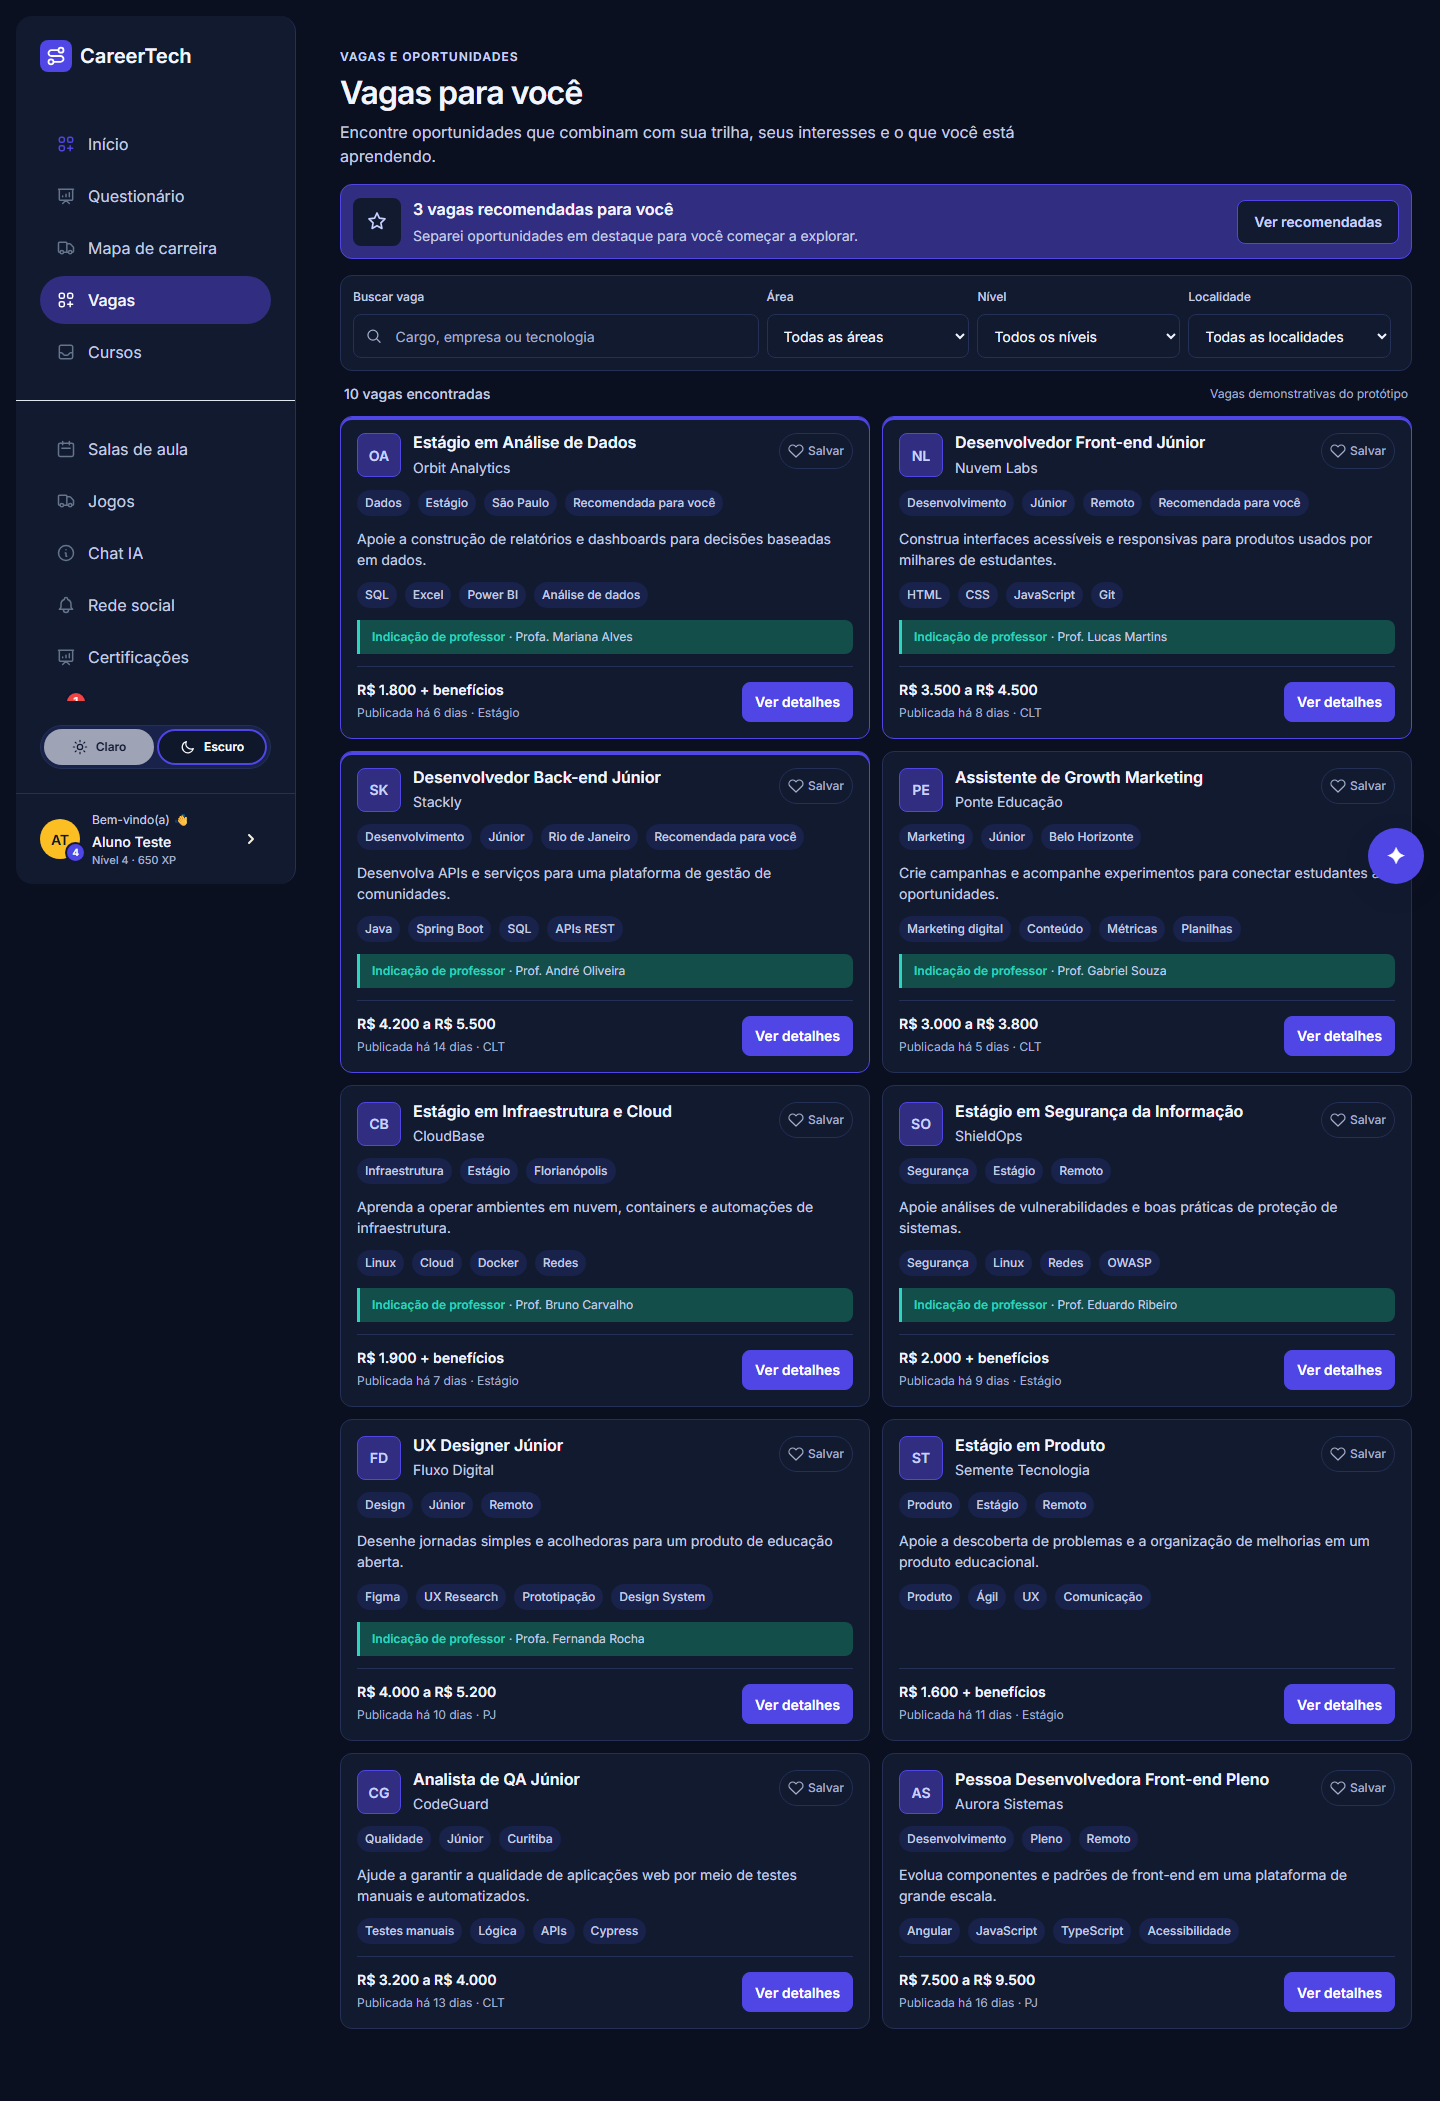 CareerTech
Início
Questionário
Mapa de carreira
Vagas
Cursos
Salas de aula
Jogos
Chat IA
Rede social
Certificações
Claro
Escuro
AT
4
Bem-vindo(a) 👋
Aluno Teste
Nível 4 · 650 XP
VAGAS E OPORTUNIDADES
Vagas para você
Encontre oportunidades que combinam com sua trilha, seus interesses e o que você está
aprendendo.
3 vagas recomendadas para você
Separei oportunidades em destaque para você começar a explorar.
Ver recomendadas
Buscar vaga
Área
Nível
Localidade
Cargo, empresa ou tecnologia
Todas as áreas
Todos os níveis
Todas as localidades
10 vagas encontradas
Vagas demonstrativas do protótipo
OA
Estágio em Análise de Dados
Orbit Analytics
Salvar
Dados Estágio São Paulo Recomendada para você
Apoie a construção de relatórios e dashboards para decisões baseadas
em dados.
SQL Excel Power BI Análise de dados
Indicação de professor · Profa. Mariana Alves
R$ 1.800 + benefícios
Publicada há 6 dias · Estágio
Ver detalhes
NL
Desenvolvedor Front-end Júnior
Nuvem Labs
Salvar
Desenvolvimento Júnior Remoto Recomendada para você
Construa interfaces acessíveis e responsivas para produtos usados por
milhares de estudantes.
HTML CSS JavaScript Git
Indicação de professor · Prof. Lucas Martins
R$ 3.500 a R$ 4.500
Publicada há 8 dias · CLT
Ver detalhes
SK
Desenvolvedor Back-end Júnior
Stackly
Salvar
Desenvolvimento Júnior Rio de Janeiro Recomendada para você
Desenvolva APIs e serviços para uma plataforma de gestão de
comunidades.
Java Spring Boot SQL APIs REST
Indicação de professor · Prof. André Oliveira
R$ 4.200 a R$ 5.500
Publicada há 14 dias · CLT
Ver detalhes
PE
Assistente de Growth Marketing
Ponte Educação
Salvar
Marketing Júnior Belo Horizonte
Crie campanhas e acompanhe experimentos para conectar estudantes
oportunidades.
Marketing digital Conteúdo Métricas Planilhas
Indicação de professor · Prof. Gabriel Souza
R$ 3.000 a R$ 3.800
Publicada há 5 dias · CLT
Ver detalhes
CB
Estágio em Infraestrutura e Cloud
CloudBase
Salvar
Infraestrutura Estágio Florianópolis
Aprenda a operar ambientes em nuvem, containers e automações de
infraestrutura.
Linux Cloud Docker Redes
Indicação de professor · Prof. Bruno Carvalho
R$ 1.900 + benefícios
Publicada há 7 dias · Estágio
Ver detalhes
SO
Estágio em Segurança da Informação
ShieldOps
Salvar
Segurança Estágio Remoto
Apoie análises de vulnerabilidades e boas práticas de proteção de
sistemas.
Segurança Linux Redes OWASP
Indicação de professor · Prof. Eduardo Ribeiro
R$ 2.000 + benefícios
Publicada há 9 dias · Estágio
Ver detalhes
FD
UX Designer Júnior
Fluxo Digital
Salvar
Design Júnior Remoto
Desenhe jornadas simples e acolhedoras para um produto de educação
aberta.
Figma UX Research Prototipação Design System
Indicação de professor · Profa. Fernanda Rocha
R$ 4.000 a R$ 5.200
Publicada há 10 dias · PJ
Ver detalhes
ST
Estágio em Produto
Semente Tecnologia
Salvar
Produto Estágio Remoto
Apoie a descoberta de problemas e a organização de melhorias em um
produto educacional.
Produto Ágil UX Comunicação
R$ 1.600 + benefícios
Publicada há 11 dias · Estágio
Ver detalhes
CG
Analista de QA Júnior
CodeGuard
Salvar
Qualidade Júnior Curitiba
Ajude a garantir a qualidade de aplicações web por meio de testes
manuais e automatizados.
Testes manuais Lógica APIs Cypress
R$ 3.200 a R$ 4.000
Publicada há 13 dias · CLT
Ver detalhes
AS
Pessoa Desenvolvedora Front-end Pleno
Aurora Sistemas
Salvar
Desenvolvimento Pleno Remoto
Evolua componentes e padrões de front-end em uma plataforma de
grande escala.
Angular JavaScript TypeScript Acessibilidade
R$ 7.500 a R$ 9.500
Publicada há 16 dias · PJ
Ver detalhes